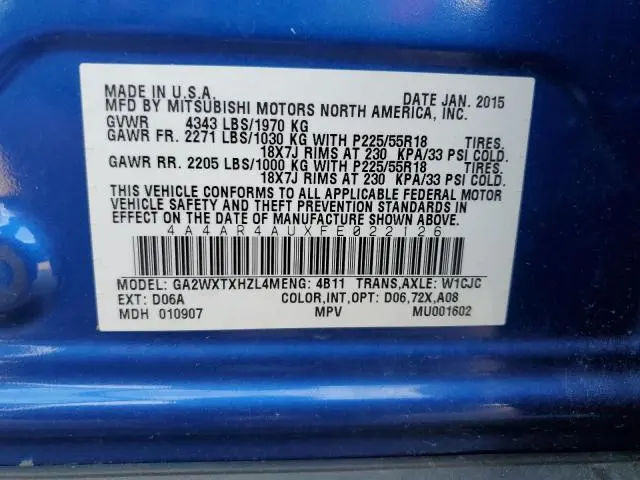 MADE IN U.S.A. DATE JAN. 2015
MFD BY MITSUBISHI MOTORS NORTH AMERICA, INC.
GVWR 4343 LBS/1970 KG
GAWR FR. 2271 LBS/1030 KG WITH P225/55R18 TIRES.
18X7J RIMS AT 230 KPA/33 PSI COLD.
GAWR RR. 2205 LBS/1000 KG WITH P225/55R18 TIRES.
18X7J RIMS AT 230 KPA/33 PSI COLD.
THIS VEHICLE CONFORMS TO ALL APPLICABLE FEDERAL MOTOR
VEHICLE SAFETY AND THEFT PREVENTION STANDARDS IN
EFFECT ON THE DATE OF MANUFACTURE SHOWN ABOVE.
4A4AR4AUXFE022126
MODEL: GA2WXTXHZL4MENG: 4B11 TRANS,AXLE: W1CJC
EXT: D06A COLOR,INT,OPT: D06,72X,A08
MDH 010907 MPV MU001602